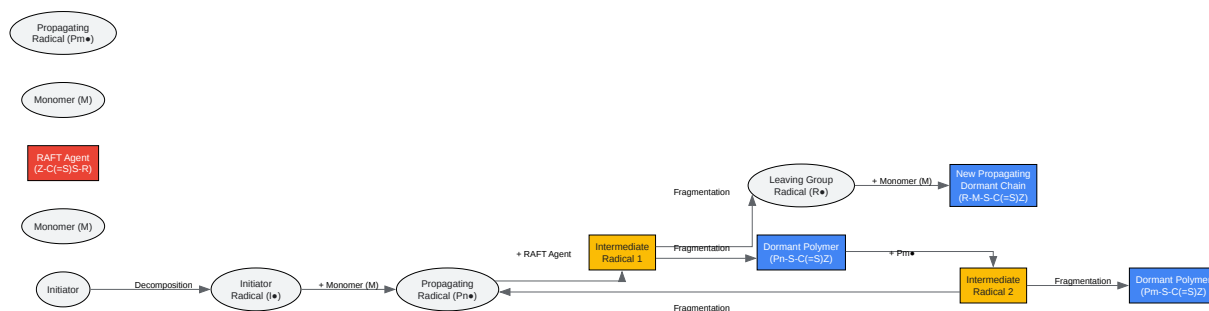 Propagating
Radical (Pm●)
Monomer (M)
RAFT Agent
(Z-C(=S)S-R)
Monomer (M)
Initiator
Decomposition
Initiator
Radical (I●)
+ Monomer (M)
Propagating
Radical (Pn●)
+ RAFT Agent
Intermediate
Radical 1
Fragmentation
Fragmentation
Leaving Group
Radical (R●)
+ Monomer (M)
New Propagating
Dormant Chain
(R-M-S-C(=S)Z)
Dormant Polymer
(Pn-S-C(=S)Z)
+ Pm●
Intermediate
Radical 2
Fragmentation
Dormant Polymer
(Pm-S-C(=S)Z)
Fragmentation